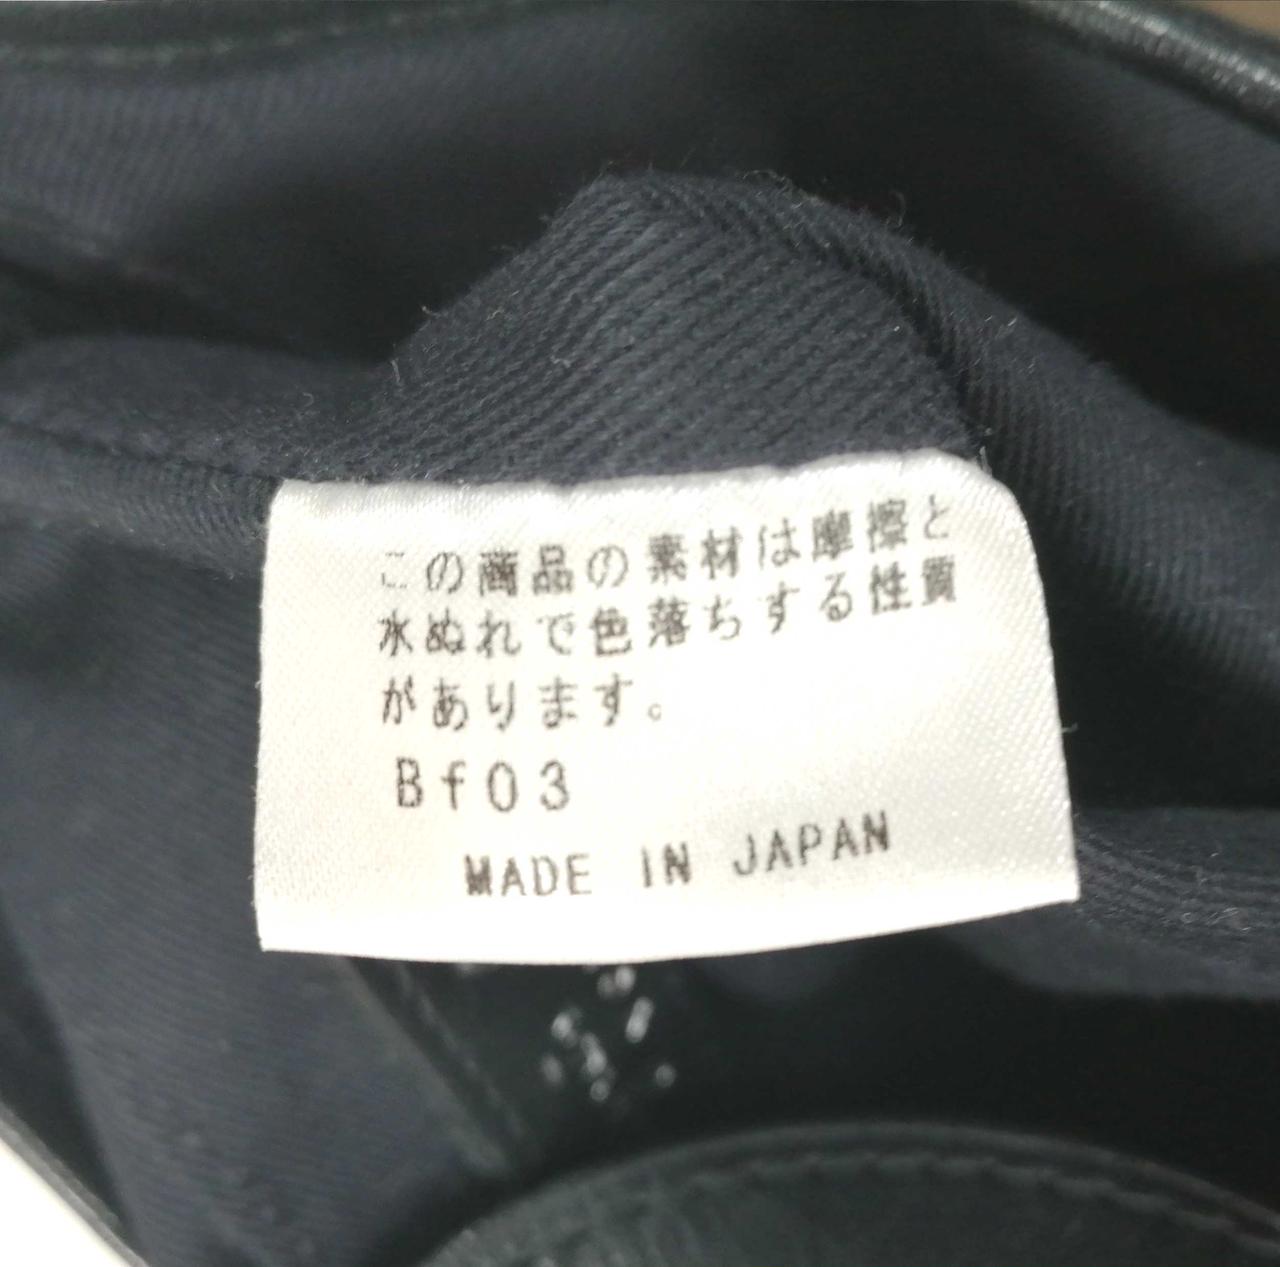 この商品の素材は摩擦と
水ぬれで色落ちする性質
があります。
Bf03
MADE IN JAPAN